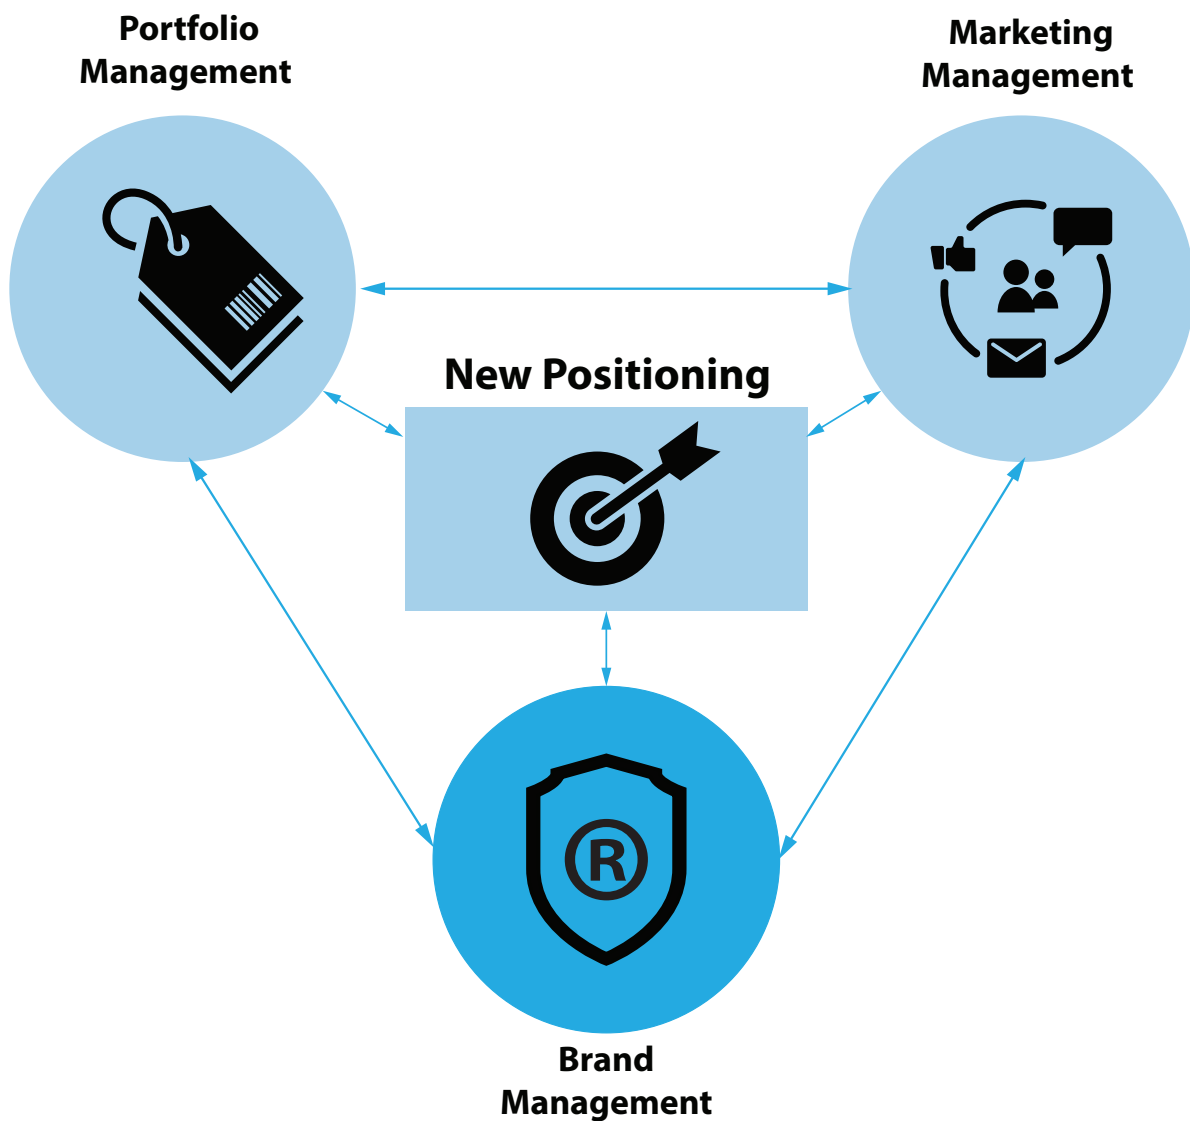 Portfolio
Management
Marketing
Management
New Positioning
®
Brand
Management